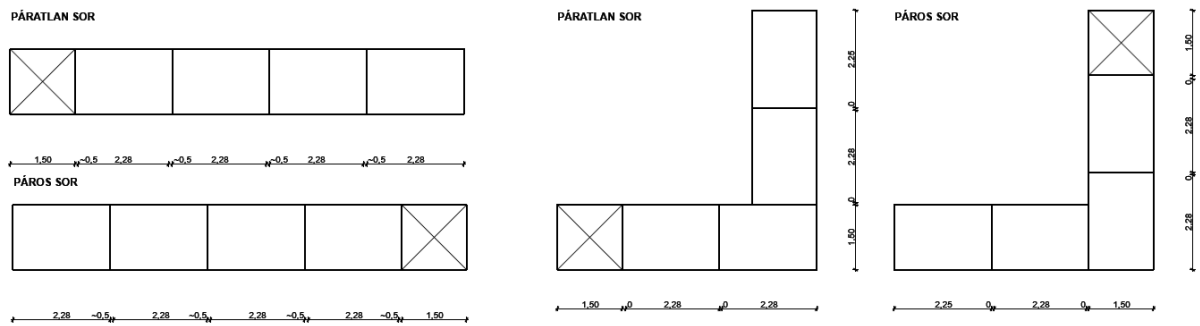 PÁRATLAN SOR
1,50 ~0,5 2,28 ~0,5 2,28 ~0,5 2,28 ~0,5 2,28
PÁROS SOR
2,28 ~0,5 2,28 ~0,5 2,28 ~0,5 2,28 ~0,5 1,50
PÁRATLAN SOR
2,25
0
2,28
0
1,50
1,50 0 2,28 0 2,28
PÁROS SOR
1,50
0
2,28
0
2,28
2,25 0 2,28 0 1,50